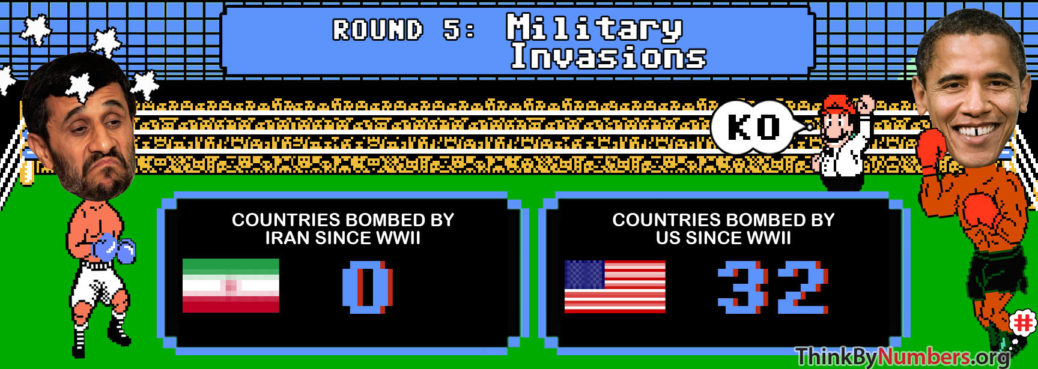 ROUND 5: Military
Invasions
KO
COUNTRIES BOMBED BY
IRAN SINCE WWII
0
COUNTRIES BOMBED BY
US SINCE WWII
32
#
ThinkByNumbers.org